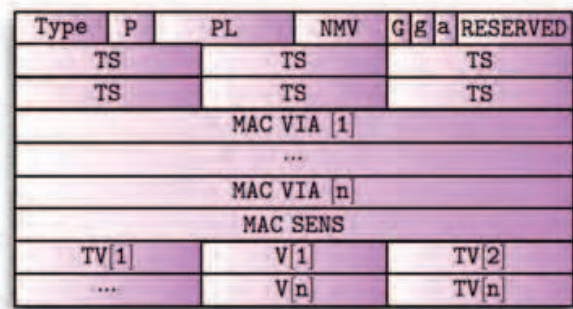 Type P PL NMV G g a RESERVED
TS TS TS
TS TS TS
MAC VIA [1]
...
MAC VIA [n]
MAC SENS
TV[1] V[1] TV[2]
... V[n] TV[n]